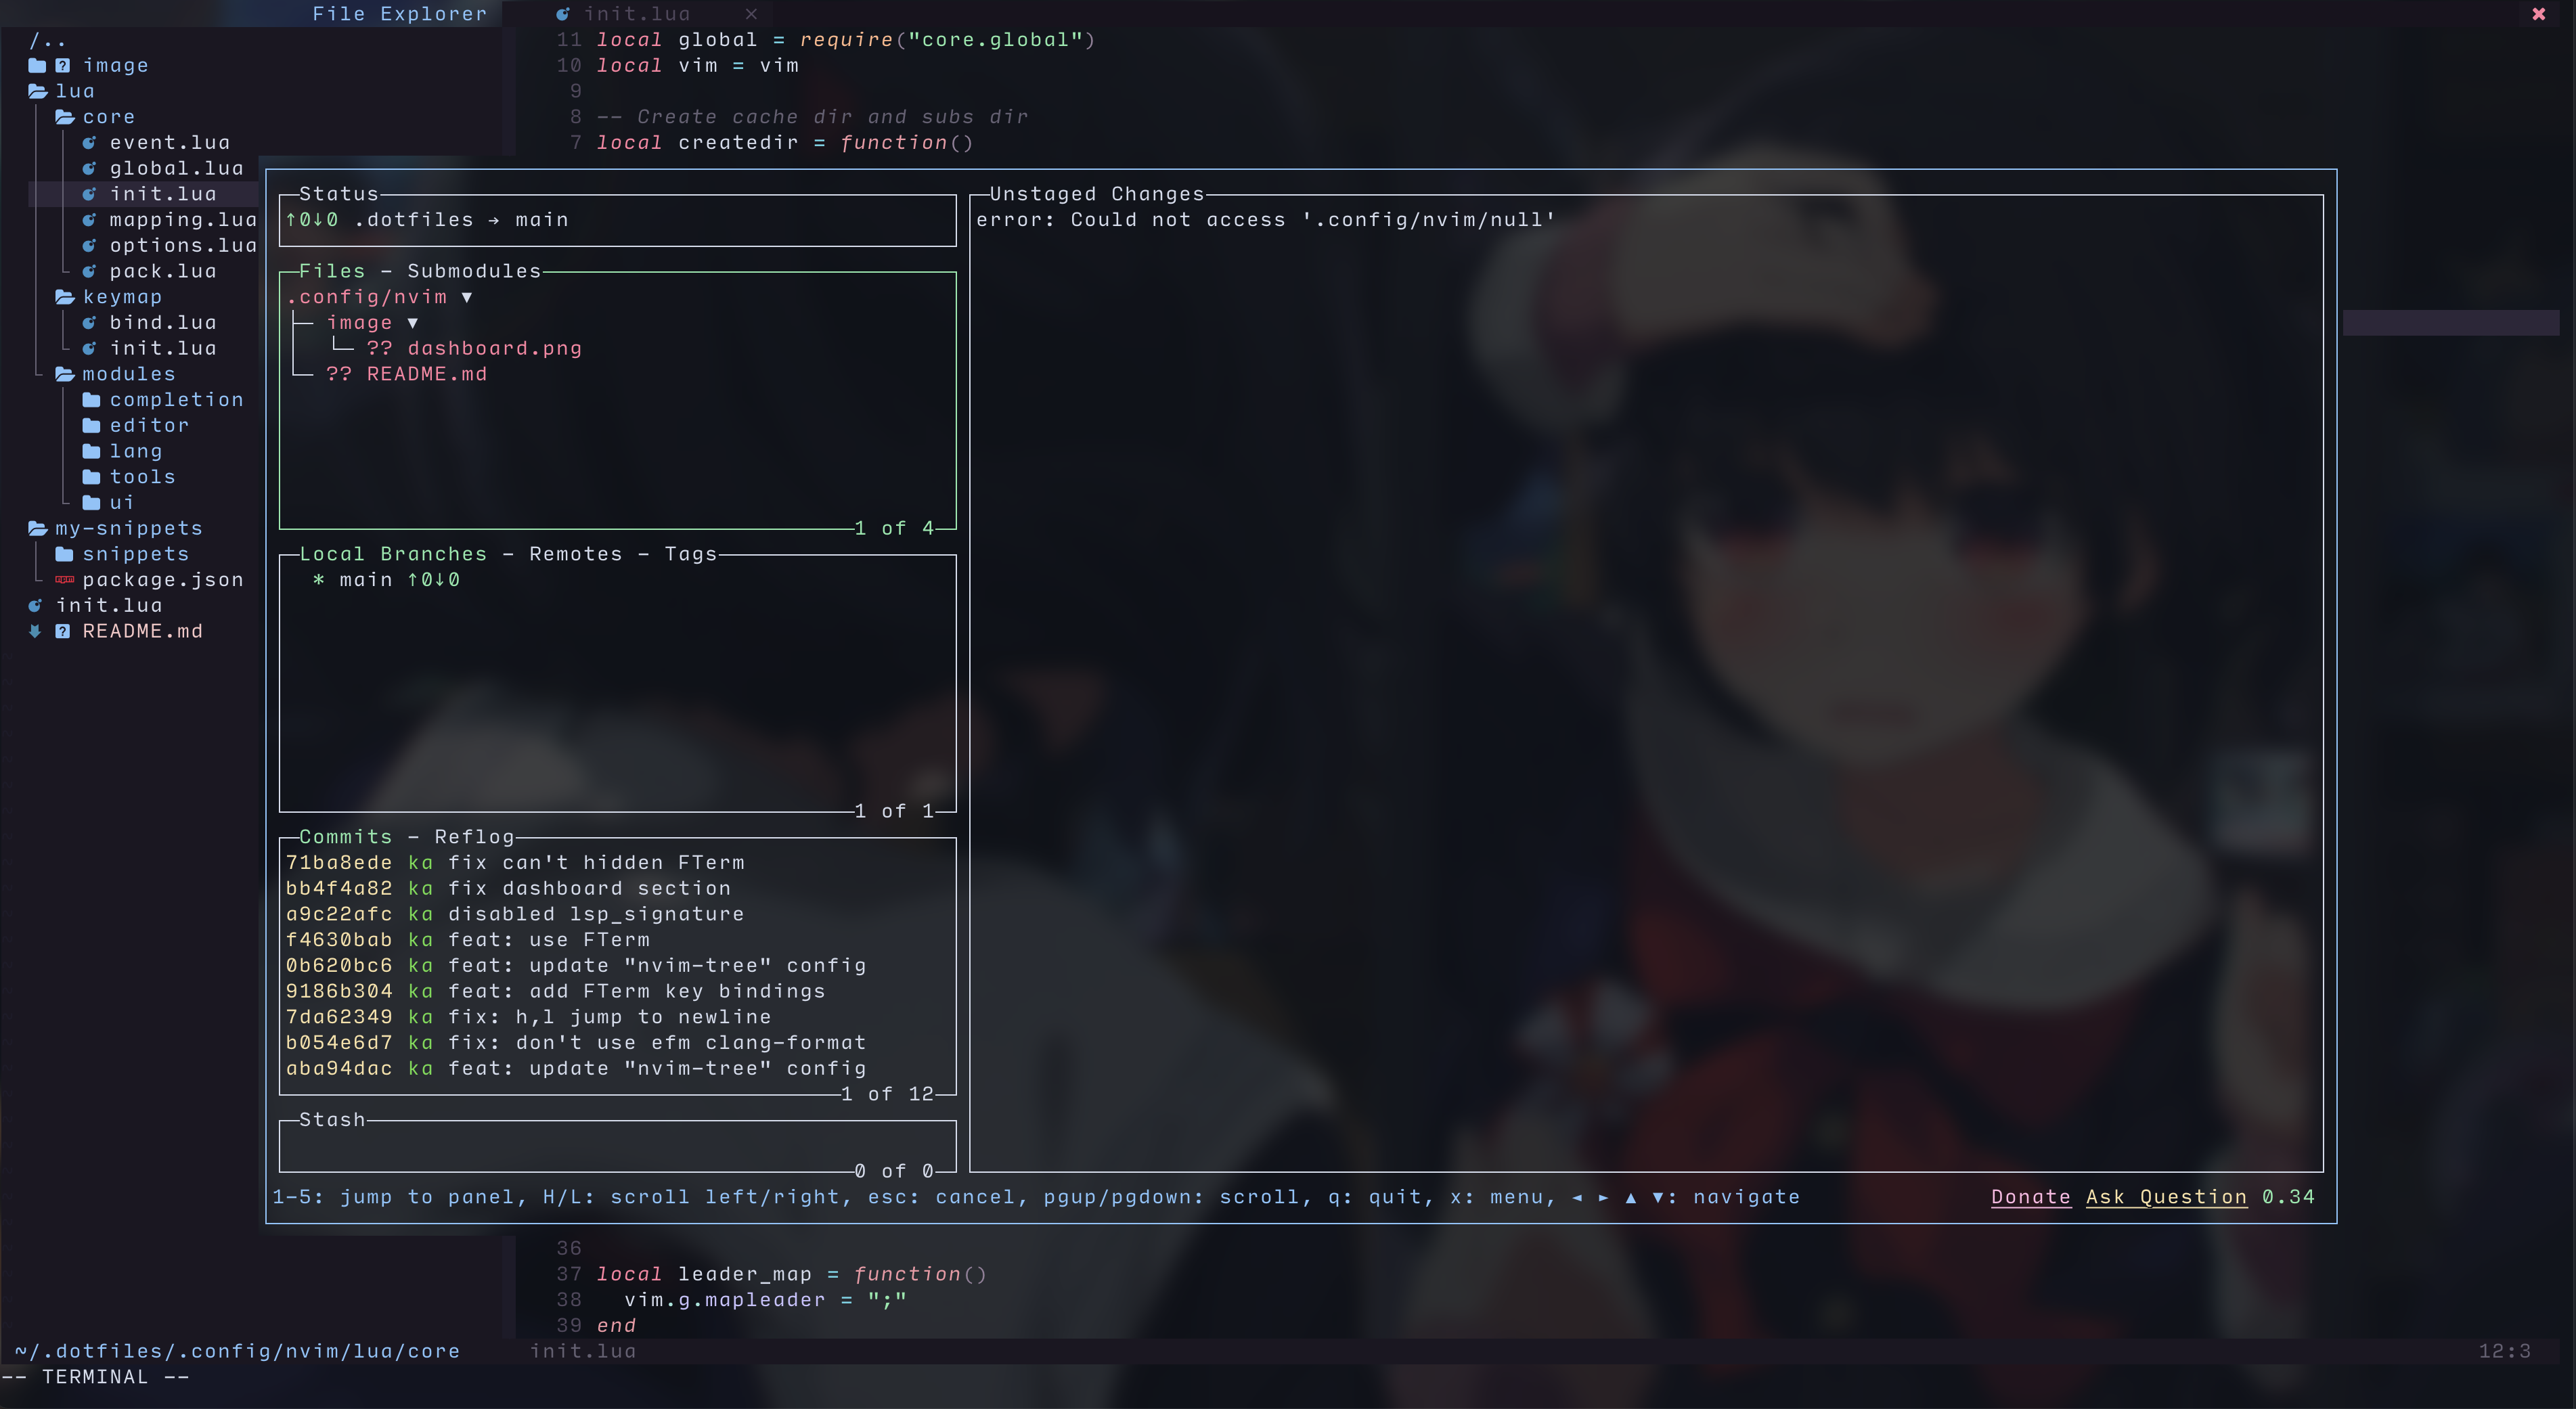 File Explorer
init.lua ×
/..
image
lua
core
event.lua
global.lua
init.lua
mapping.lua
options.lua
pack.lua
keymap
bind.lua
init.lua
modules
completion
editor
lang
tools
ui
my-snippets
snippets
package.json
init.lua
README.md
11 local global = require("core.global")
10 local vim = vim
9
8 -- Create cache dir and subs dir
7 local createdir = function()
Status
↑0↓0 .dotfiles → main
Files - Submodules
.config/nvim ▼
image ▼
?? dashboard.png
?? README.md
1 of 4
Local Branches - Remotes - Tags
* main ↑0↓0
1 of 1
Commits - Reflog
71ba8ede ka fix can't hidden FTerm
bb4f4a82 ka fix dashboard section
a9c22afc ka disabled lsp_signature
f4630bab ka feat: use FTerm
0b620bc6 ka feat: update "nvim-tree" config
9186b304 ka feat: add FTerm key bindings
7da62349 ka fix: h,l jump to newline
b054e6d7 ka fix: don't use efm clang-format
aba94dac ka feat: update "nvim-tree" config
1 of 12
Stash
0 of 0
Unstaged Changes
error: Could not access '.config/nvim/null'
1-5: jump to panel, H/L: scroll left/right, esc: cancel, pgup/pgdown: scroll, q: quit, x: menu, ◄ ► ▲ ▼: navigate
Donate Ask Question 0.34
36
37 local leader_map = function()
38 vim.g.mapleader = ";"
39 end
~/.dotfiles/.config/nvim/lua/core
init.lua
12:3
-- TERMINAL --